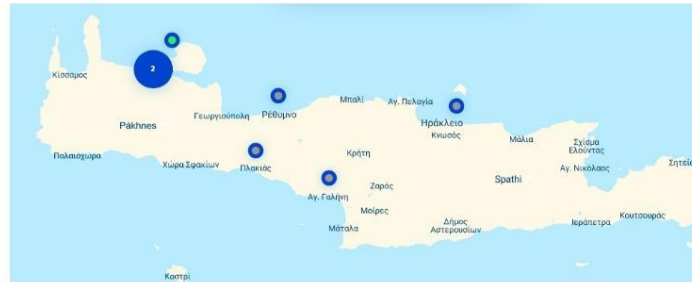 2
Κίσσαμος
Pákhnes
Γεωργιούπολη
Ρέθυμνο
Μπαλί
Αγ. Πελαγία
Ηράκλειο
Κνωσός
Μάλια
Σχίσμα
Ελούντας
Σητεία
Παλαιόχωρα
Χώρα Σφακίων
Πλακιάς
Κρήτη
Αγ. Νικόλαος
Ζαρός
Spathi
Αγ. Γαλήνη
Μοίρες
Μάταλα
Δήμος
Αστερουσίων
Ιεράπετρα
Κουτσουράς
Καστρί